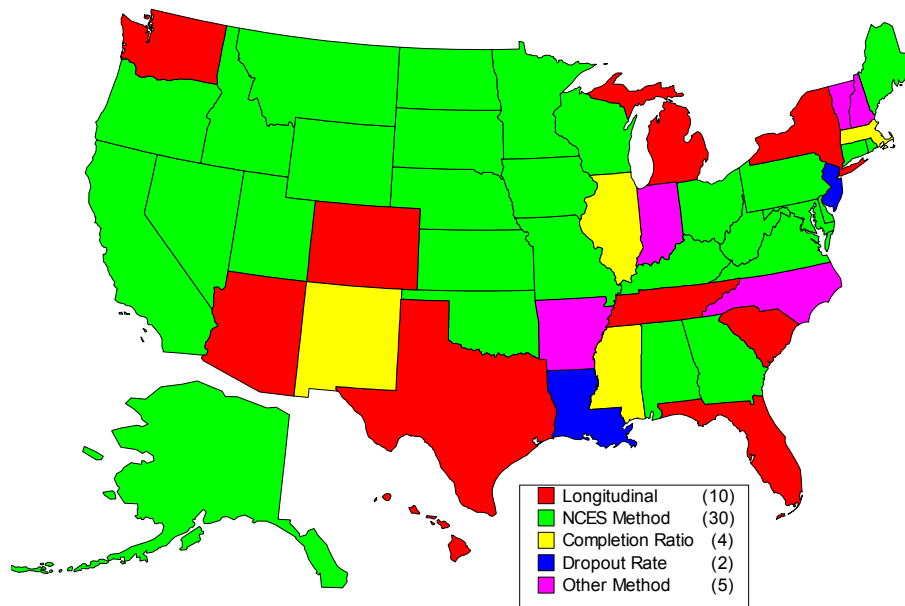 Longitudinal (10)
NCES Method (30)
Completion Ratio (4)
Dropout Rate (2)
Other Method (5)